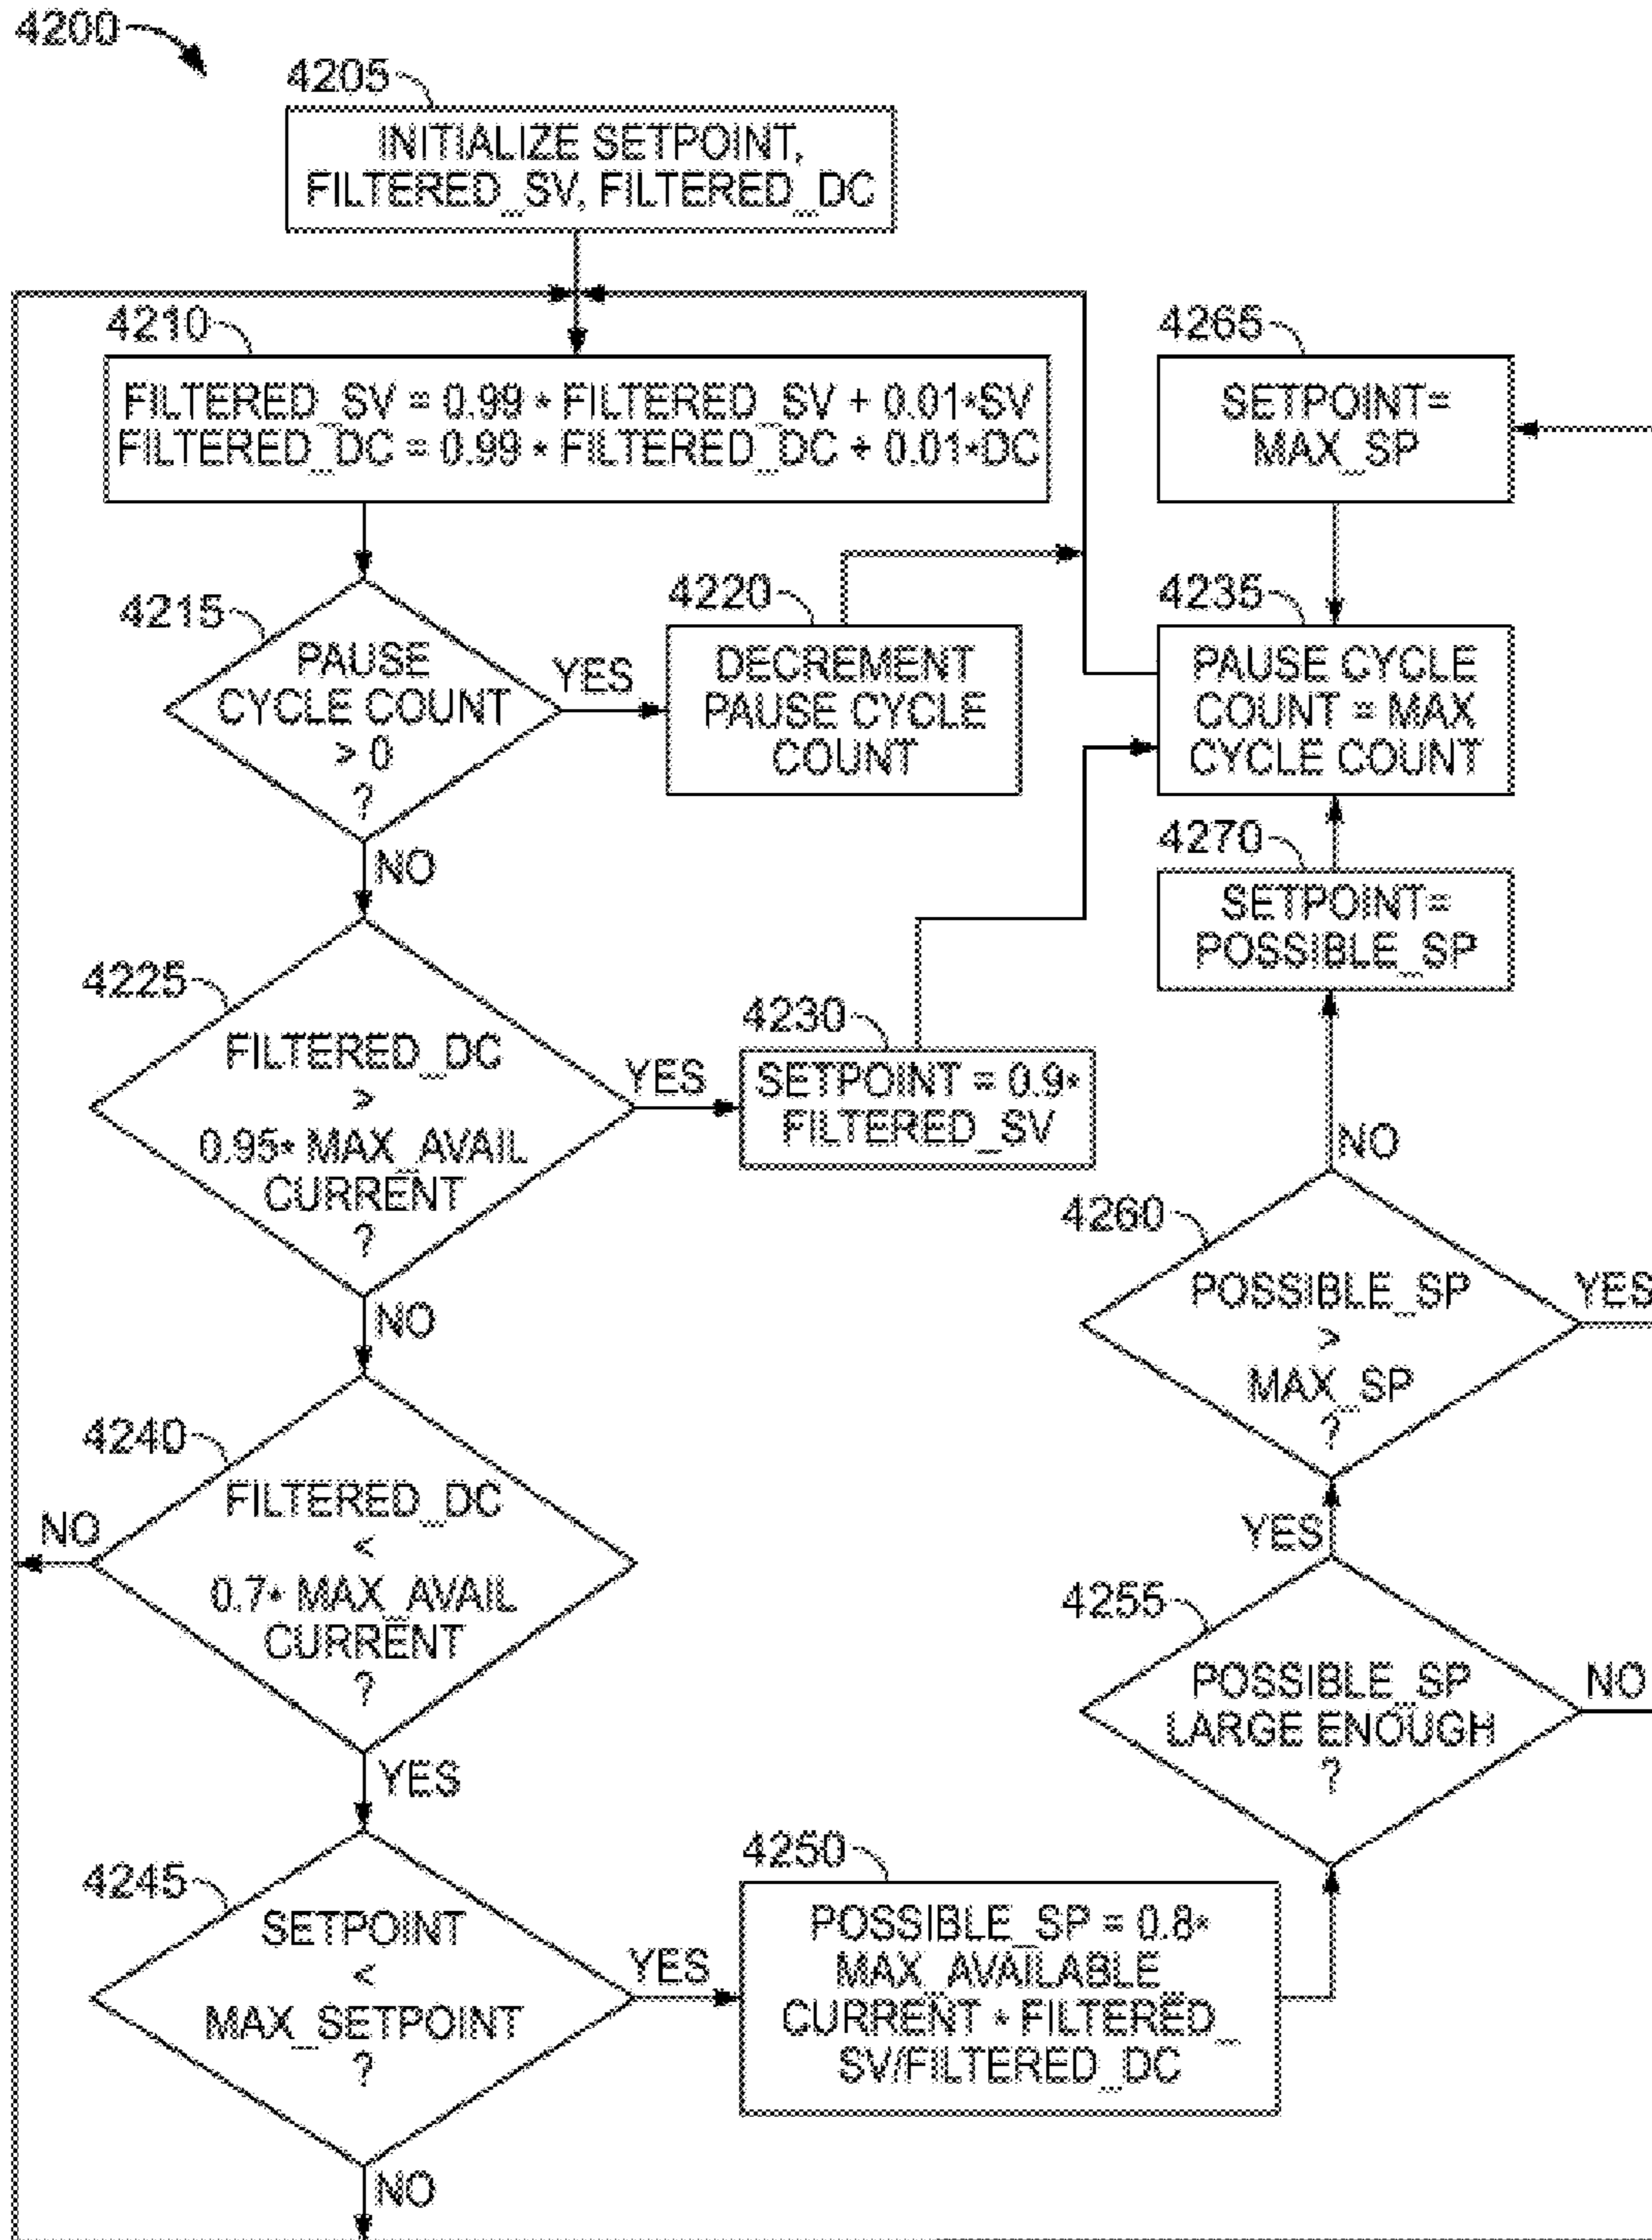 4200
4205
INITIALIZE SETPOINT,
FILTERED_SV, FILTERED_DC
4210
FILTERED_SV = 0.99 * FILTERED_SV + 0.01*SV
FILTERED_DC = 0.99 * FILTERED_DC + 0.01*DC
4265
SETPOINT=
MAX_SP
4215
PAUSE
CYCLE COUNT
> 0
?
YES
NO
4220
DECREMENT
PAUSE CYCLE
COUNT
4235
PAUSE CYCLE
COUNT = MAX
CYCLE COUNT
4270
SETPOINT=
POSSIBLE_SP
4225
FILTERED_DC
>
0.95* MAX_AVAIL
CURRENT
?
YES
NO
4230
SETPOINT = 0.9*
FILTERED_SV
NO
4260
POSSIBLE_SP
>
MAX_SP
?
YES
4240
FILTERED_DC
<
0.7* MAX_AVAIL
CURRENT
?
NO
YES
YES
4255
POSSIBLE_SP
LARGE ENOUGH
?
NO
4245
SETPOINT
<
MAX_SETPOINT
?
YES
NO
4250
POSSIBLE_SP = 0.8*
MAX_AVAILABLE_
CURRENT * FILTERED_
SV/FILTERED_DC